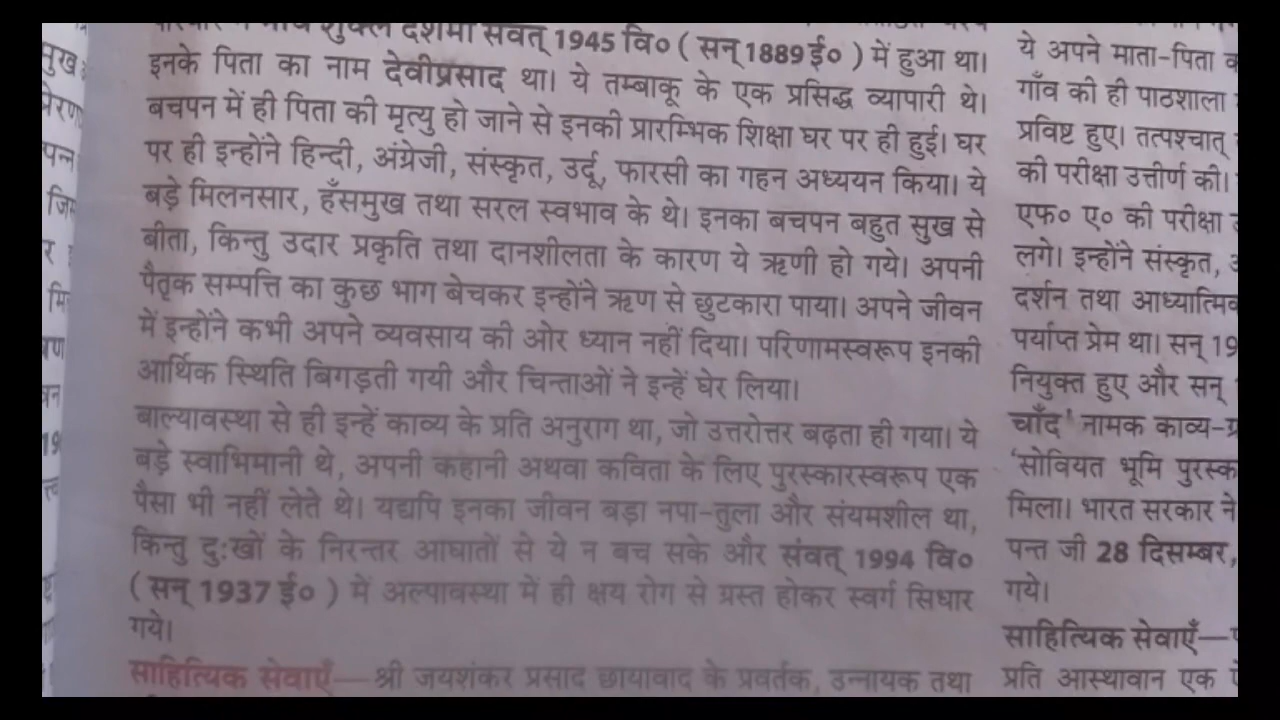 शुक्ल दशमी संवत् 1945 वि० ( सन् 1889 ई० ) में हुआ था।
इनके पिता का नाम देवीप्रसाद था। ये तम्बाकू के एक प्रसिद्ध व्यापारी थे।
बचपन में ही पिता की मृत्यु हो जाने से इनकी प्रारम्भिक शिक्षा घर पर ही हुई। घर
पर ही इन्होंने हिन्दी, अंग्रेजी, संस्कृत, उर्दू, फारसी का गहन अध्ययन किया। ये
बड़े मिलनसार, हँसमुख तथा सरल स्वभाव के थे। इनका बचपन बहुत सुख से
बीता, किन्तु उदार प्रकृति तथा दानशीलता के कारण ये ऋणी हो गये। अपनी
पैतृक सम्पत्ति का कुछ भाग बेचकर इन्होंने ऋण से छुटकारा पाया। अपने जीवन
में इन्होंने कभी अपने व्यवसाय की ओर ध्यान नहीं दिया। परिणामस्वरूप इनकी
आर्थिक स्थिति बिगड़ती गयी और चिन्ताओं ने इन्हें घेर लिया।
बाल्यावस्था से ही इन्हें काव्य के प्रति अनुराग था, जो उत्तरोत्तर बढ़ता ही गया। ये
बड़े स्वाभिमानी थे, अपनी कहानी अथवा कविता के लिए पुरस्कारस्वरूप एक
पैसा भी नहीं लेते थे। यद्यपि इनका जीवन बड़ा नपा-तुला और संयमशील था,
किन्तु दुःखों के निरन्तर आघातों से ये न बच सके और संवत् 1994 वि०
( सन् 1937 ई० ) में अल्पावस्था में ही क्षय रोग से ग्रस्त होकर स्वर्ग सिधार
गये।
साहित्यिक सेवाएँ—श्री जयशंकर प्रसाद छायावाद के प्रवर्तक, उन्नायक तथा
ये अपने माता-पिता
गाँव की ही पाठशाला
प्रविष्ट हुए। तत्पश्चात्
की परीक्षा उत्तीर्ण की।
एफ० ए० की परीक्षा
लगे। इन्होंने संस्कृत,
दर्शन तथा
पर्याप्त प्रेम था। सन् 19
नियुक्त हुए और सन्
चाँद' नामक
'सोवियत भूमि
मिला। भारत सरकार ने
पन्त जी 28 दिसम्बर,
गये।
साहित्यिक सेवाएँ—
प्रति आस्थावान एक